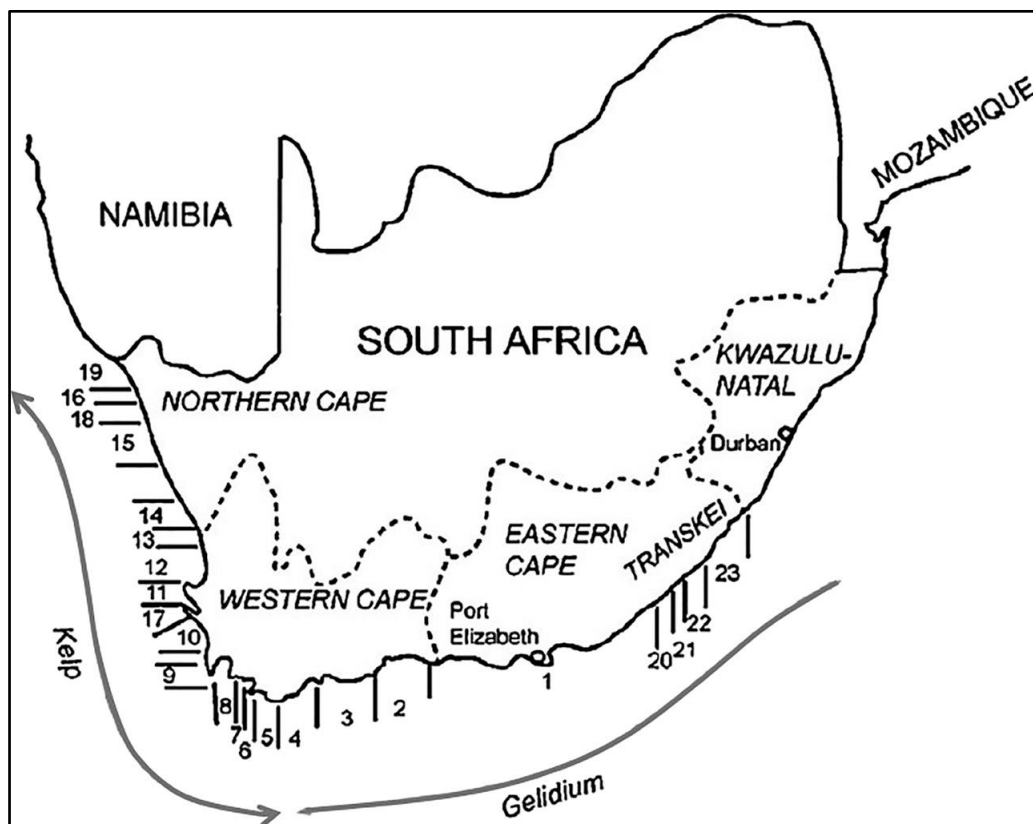 MOZAMBIQUE
NAMIBIA
SOUTH AFRICA
KWAZULU-
NATAL
NORTHERN CAPE
Durban
EASTERN
CAPE
TRANSKEI
WESTERN CAPE
Port
Elizabeth
19
16
18
15
14
13
12
11
17
10
9
8
7
6
5
4
3
2
1
20
21
22
23
Kelp
Gelidium